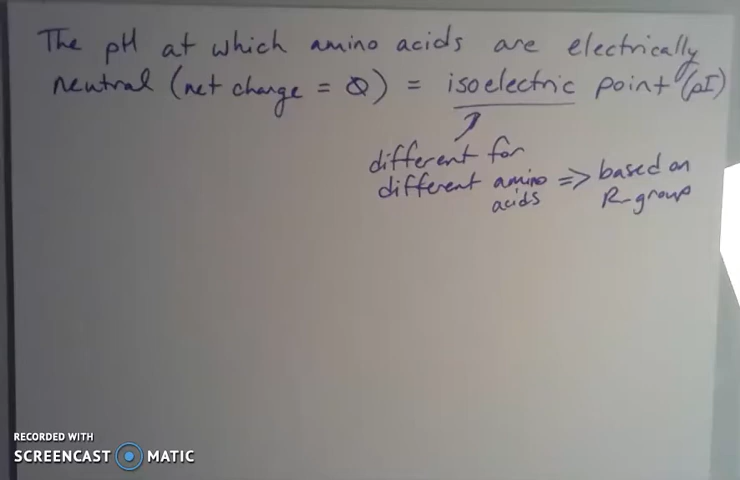 The pH at which amino acids are electrically
neutral (net charge = 0) = isoelectric point (pI)
different for
different amino acids => based on R-group
RECORDED WITH
SCREENCAST MATIC